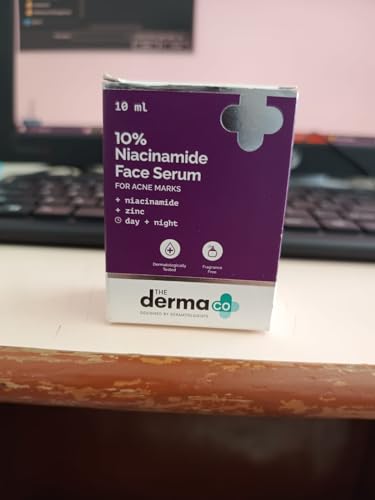 10 ml
10%
Niacinamide
Face Serum
FOR ACNE MARKS
+ niacinamide
+ zinc
day + night
Dermatologically
Tested
Fragrance
Free
THE
derma co
DESIGNED BY DERMATOLOGISTS